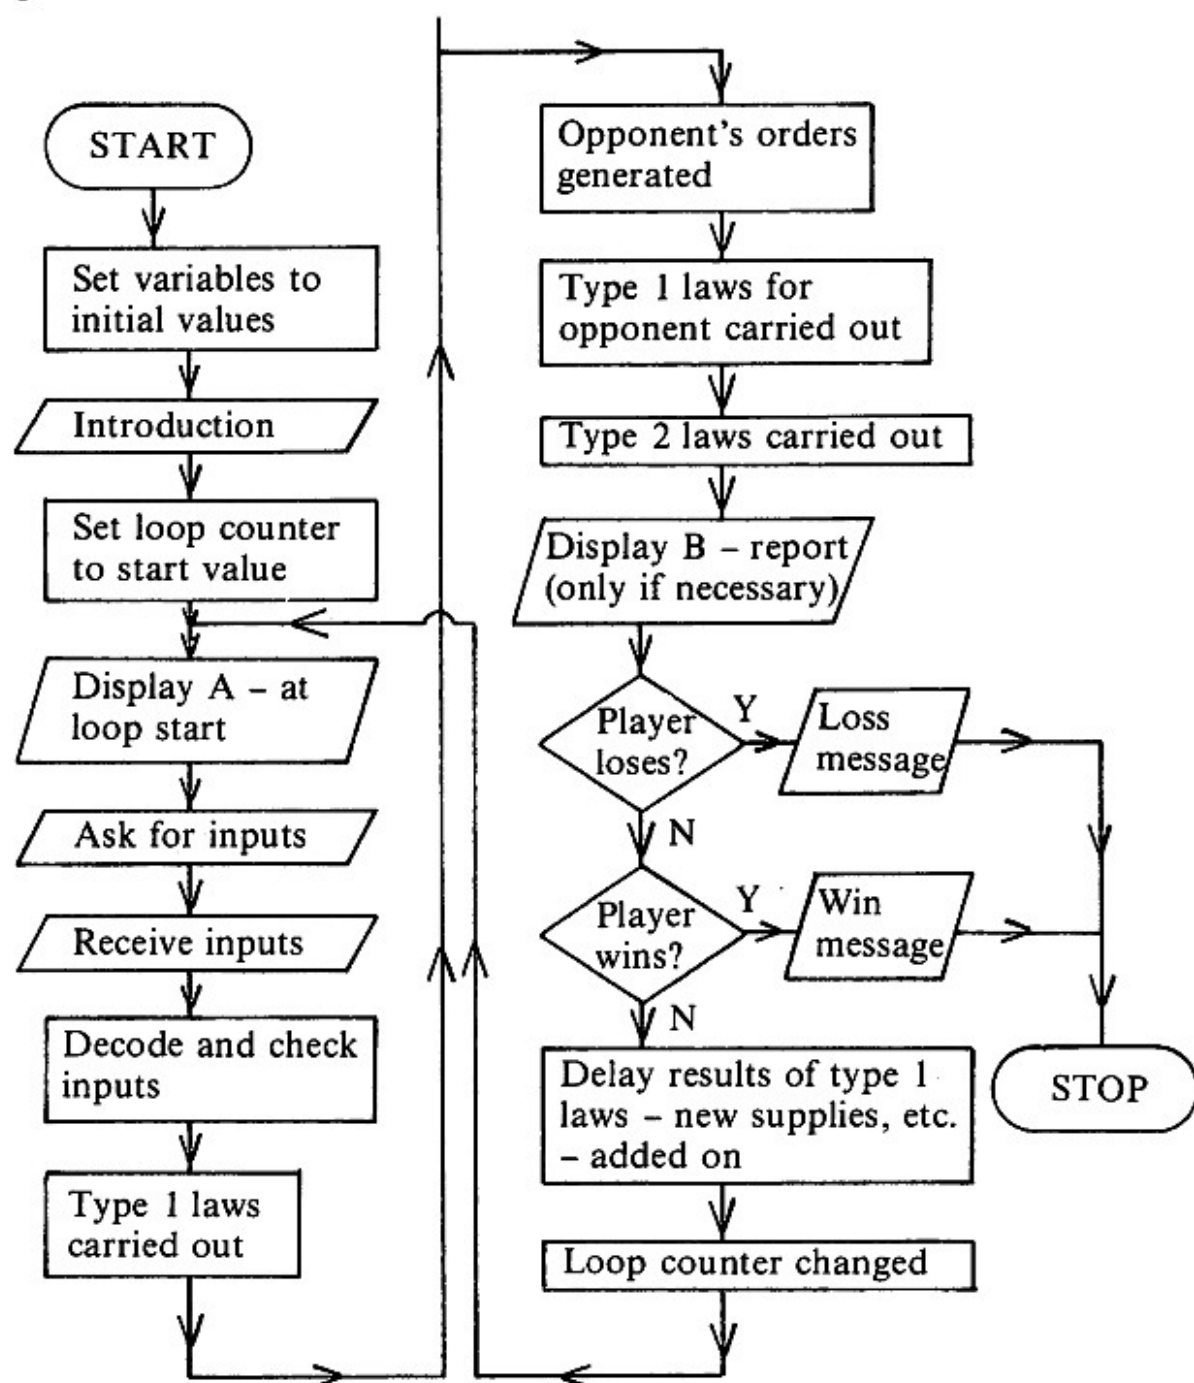 START
Set variables to
initial values
Introduction
Set loop counter
to start value
Display A – at
loop start
Ask for inputs
Receive inputs
Decode and check
inputs
Type 1 laws
carried out
Opponent's orders
generated
Type 1 laws for
opponent carried out
Type 2 laws carried out
Display B – report
(only if necessary)
Player
loses?
Y
Loss
message
N
Player
wins?
Y
Win
message
N
Delay results of type 1
laws – new supplies, etc.
– added on
STOP
Loop counter changed